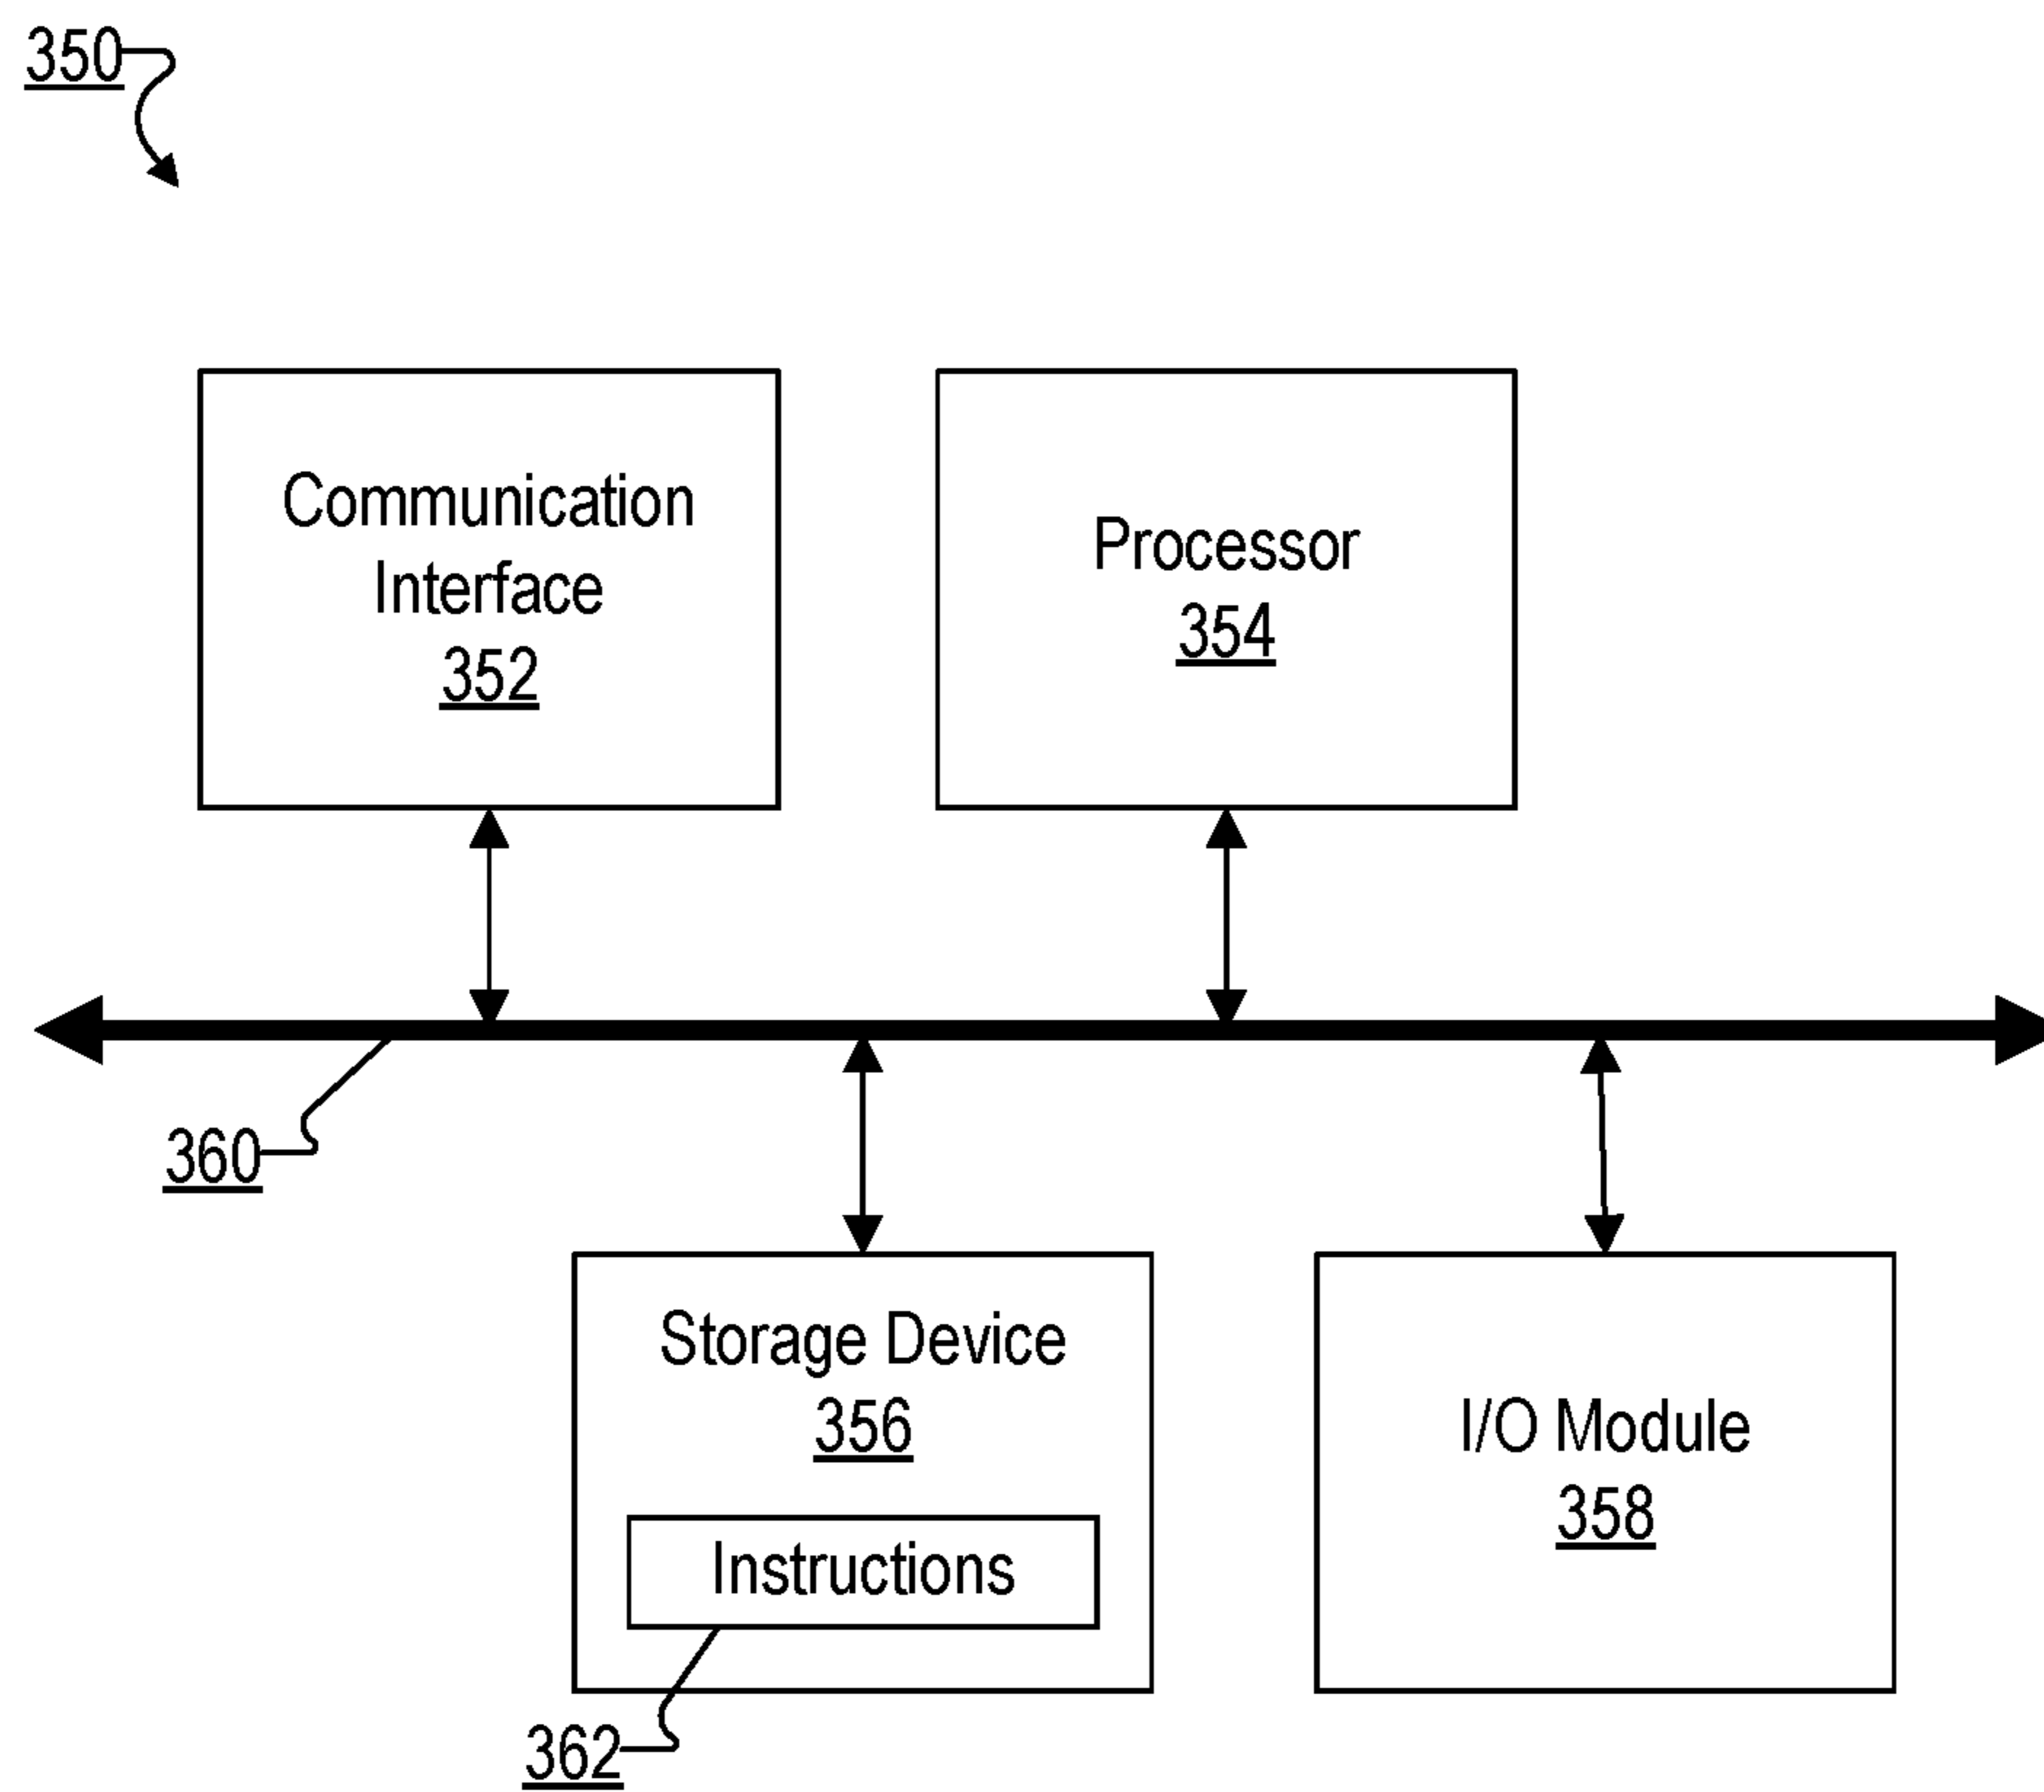 350
Communication
Interface
352
Processor
354
360
Storage Device
356
Instructions
362
I/O Module
358